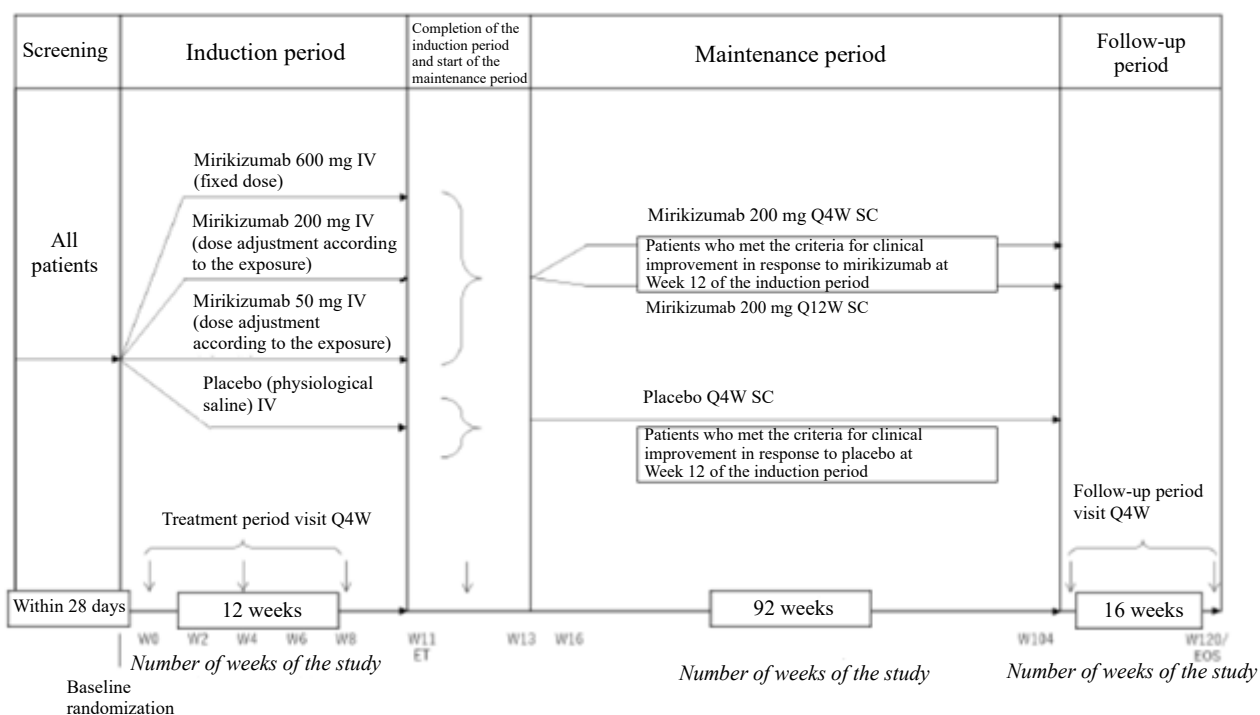 Screening
Induction period
Completion of the
induction period
and start of the
maintenance period
Maintenance period
Follow-up
period
All
patients
Mirikizumab 600 mg IV
(fixed dose)
Mirikizumab 200 mg IV
(dose adjustment according
to the exposure)
Mirikizumab 50 mg IV
(dose adjustment
according to the exposure)
Placebo (physiological
saline) IV
Mirikizumab 200 mg Q4W SC
Patients who met the criteria for clinical
improvement in response to mirikizumab at
Week 12 of the induction period
Mirikizumab 200 mg Q12W SC
Placebo Q4W SC
Patients who met the criteria for clinical
improvement in response to placebo at
Week 12 of the induction period
Treatment period visit Q4W
Follow-up period
visit Q4W
Within 28 days
12 weeks
92 weeks
16 weeks
W0 W2 W4 W6 W8 W11 W13 W16 W104 W120/
ET EOS
Number of weeks of the study
Number of weeks of the study
Number of weeks of the study
Baseline
randomization